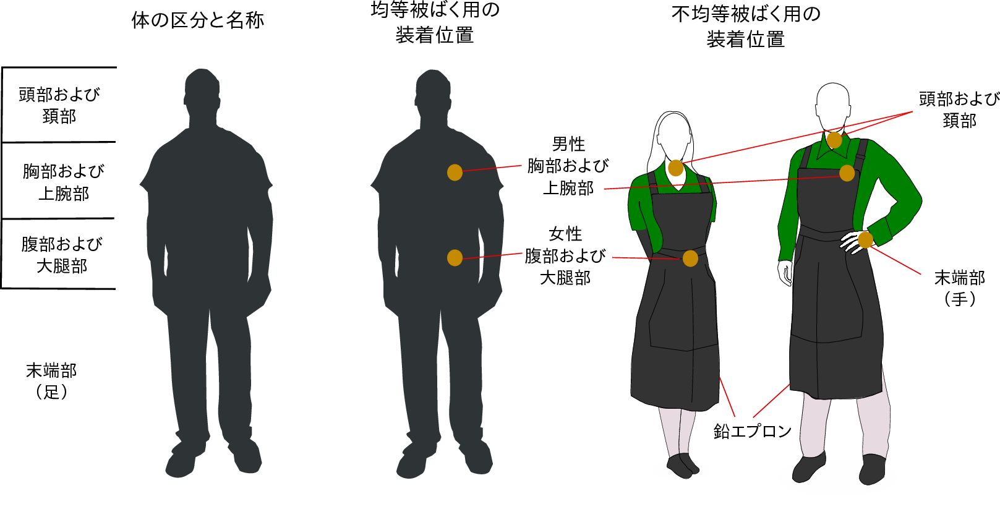 体の区分と名称
均等被ばく用の
装着位置
不均等被ばく用の
装着位置
頭部および
頚部
胸部および
上腕部
腹部および
大腿部
末端部
（足）
男性
胸部および
上腕部
女性
腹部および
大腿部
頭部および
頚部
末端部
（手）
鉛エプロン